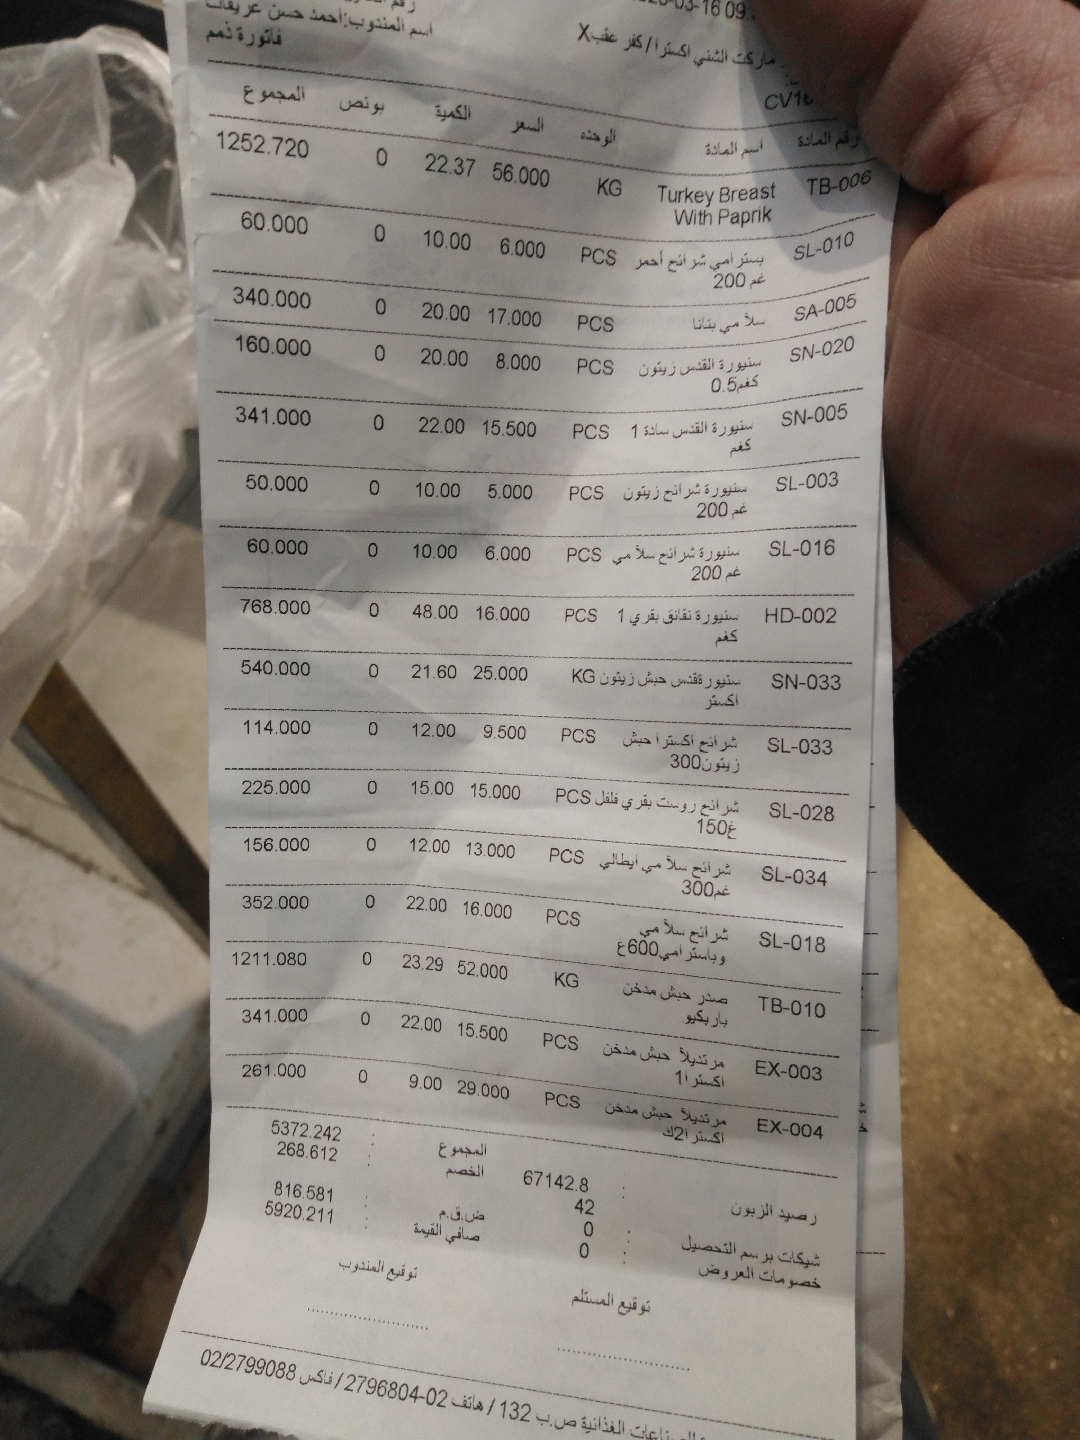 -03-16 09:
اسم المندوب:أحمد حسن عريقات
ماركت الشني اكسترا/كفر عقبX
فاتورة ذمم
CV16
رقم المادة اسم المادة الوحده السعر الكمية بونص المجموع
TB-006 Turkey Breast KG 56.000 22.37 0 1252.720
With Paprik
SL-010 بسترامي شرائح أحمر PCS 6.000 10.00 0 60.000
200 غم
SA-005 سلامي بنانا PCS 17.000 20.00 0 340.000
SN-020 سنيورة القدس زيتون PCS 8.000 20.00 0 160.000
0.5كغم
SN-005 سنيورة القدس سادة 1 PCS 15.500 22.00 0 341.000
كغم
SL-003 سنيورة شرائح زيتون PCS 5.000 10.00 0 50.000
200 غم
SL-016 سنيورة شرائح سلامي PCS 6.000 10.00 0 60.000
200 غم
HD-002 سنيورة نقانق بقري 1 PCS 16.000 48.00 0 768.000
كغم
SN-033 سنيورةقدس حبش زيتون KG 25.000 21.60 0 540.000
اكستر
SL-033 شرائح اكسترا حبش PCS 9.500 12.00 0 114.000
زيتون300
SL-028 شرائح روست بقري فلفل PCS 15.000 15.00 0 225.000
150غ
SL-034 شرائح سلامي ايطالي PCS 13.000 12.00 0 156.000
300غم
SL-018 شرائح سلامي PCS 16.000 22.00 0 352.000
وباسترامي600غ
TB-010 صدر حبش مدخن KG 52.000 23.29 0 1211.080
باربكيو
EX-003 مرتديلا حبش مدخن PCS 15.500 22.00 0 341.000
اكسترا1
EX-004 مرتديلا حبش مدخن PCS 29.000 9.00 0 261.000
اكسترا2ك
المجموع : 5372.242
الخصم : 268.612
رصيد الزبون : 67142.8
42
ض.ق.م : 816.581
شيكات برسم التحصيل : 0
صافي القيمة : 5920.211
خصومات العروض : 0
توقيع المستلم توقيع المندوب
الصناعات الغذائية ص.ب 132 / هاتف 02-2796804 / فاكس 02/2799088